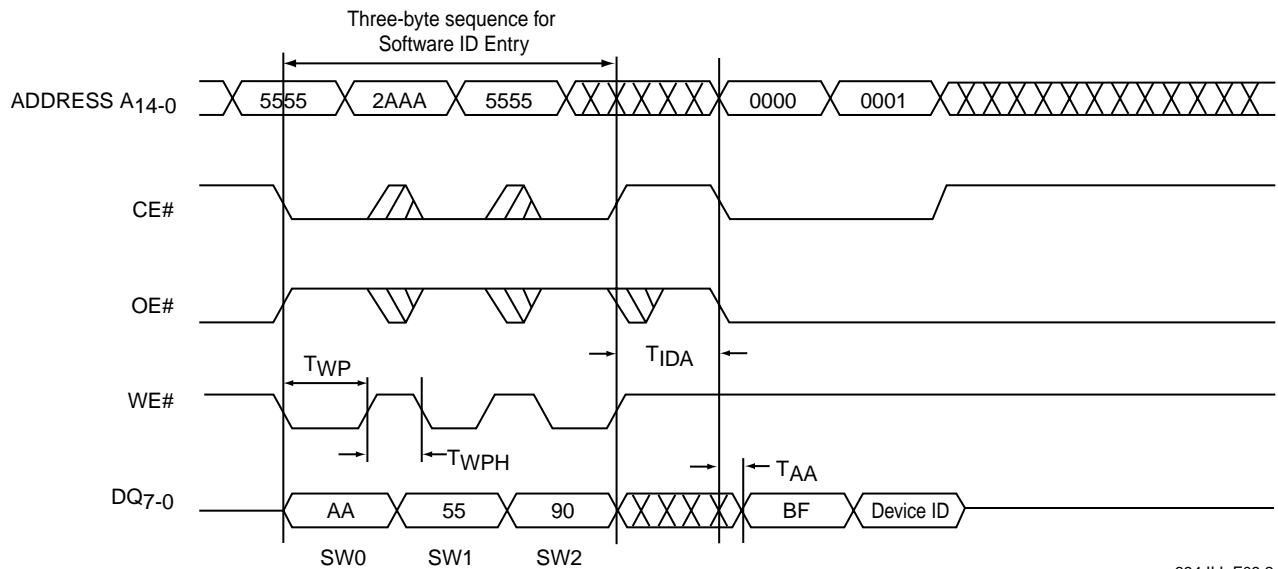 Three-byte sequence for
Software ID Entry
ADDRESS A14-0 5555 2AAA 5555 0000 0001
CE#
OE#
TWP TIDA
WE#
TWPH TAA
DQ7-0 AA 55 90 BF Device ID
SW0 SW1 SW2